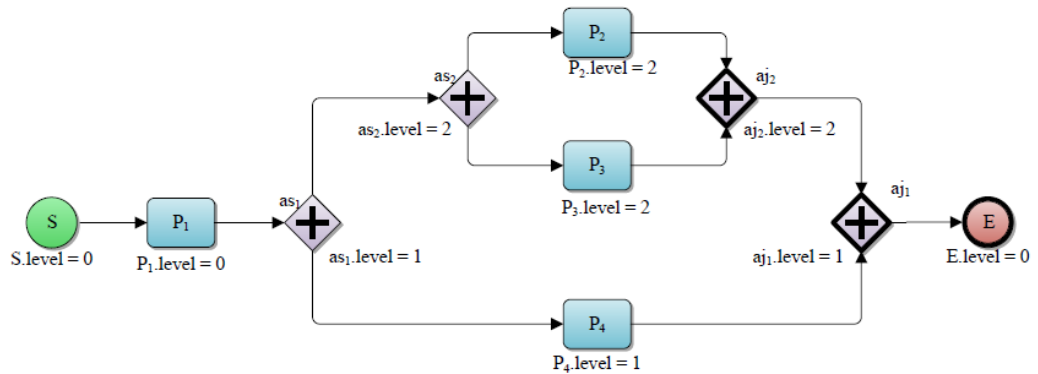 P₂
P₂.level = 2
as₂
as₂.level = 2
aj₂
aj₂.level = 2
P₃
P₃.level = 2
S
S.level = 0
P₁
P₁.level = 0
as₁
as₁.level = 1
aj₁
aj₁.level = 1
E
E.level = 0
P₄
P₄.level = 1